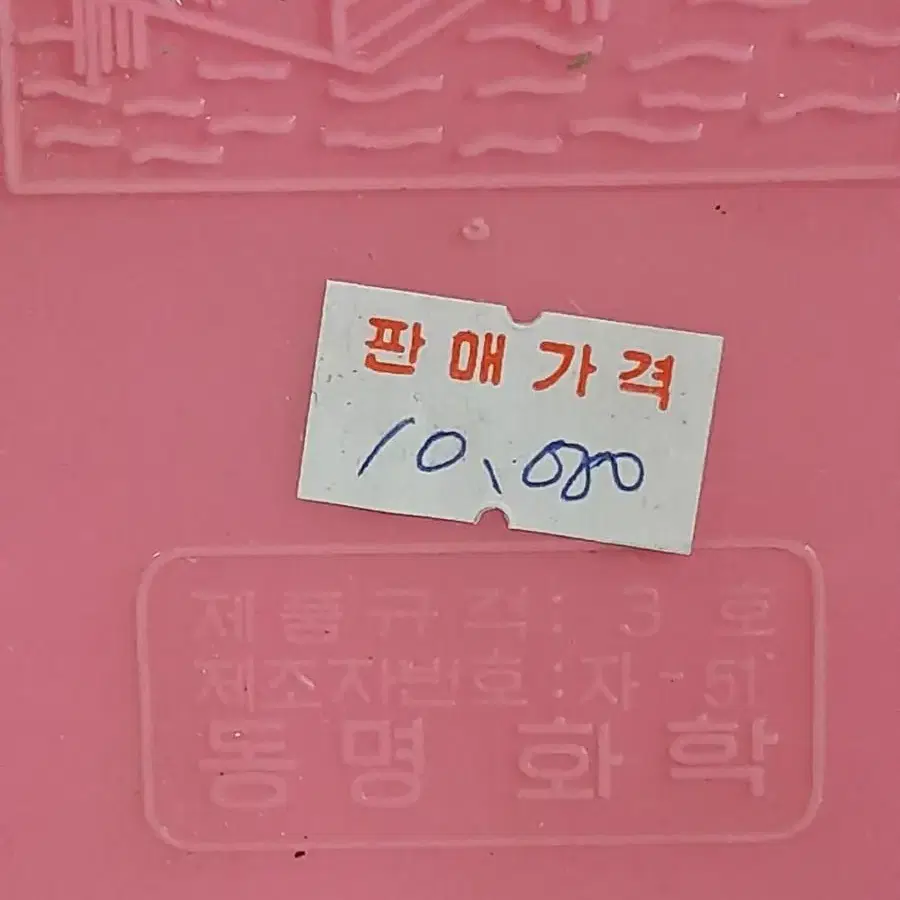 판매가격
10,000
제품규격: 3 호
제조자번호:자-51
동명 화학